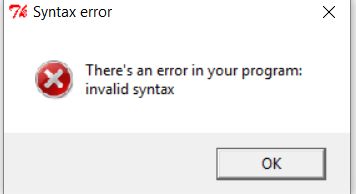 Syntax error
There's an error in your program:
invalid syntax
OK